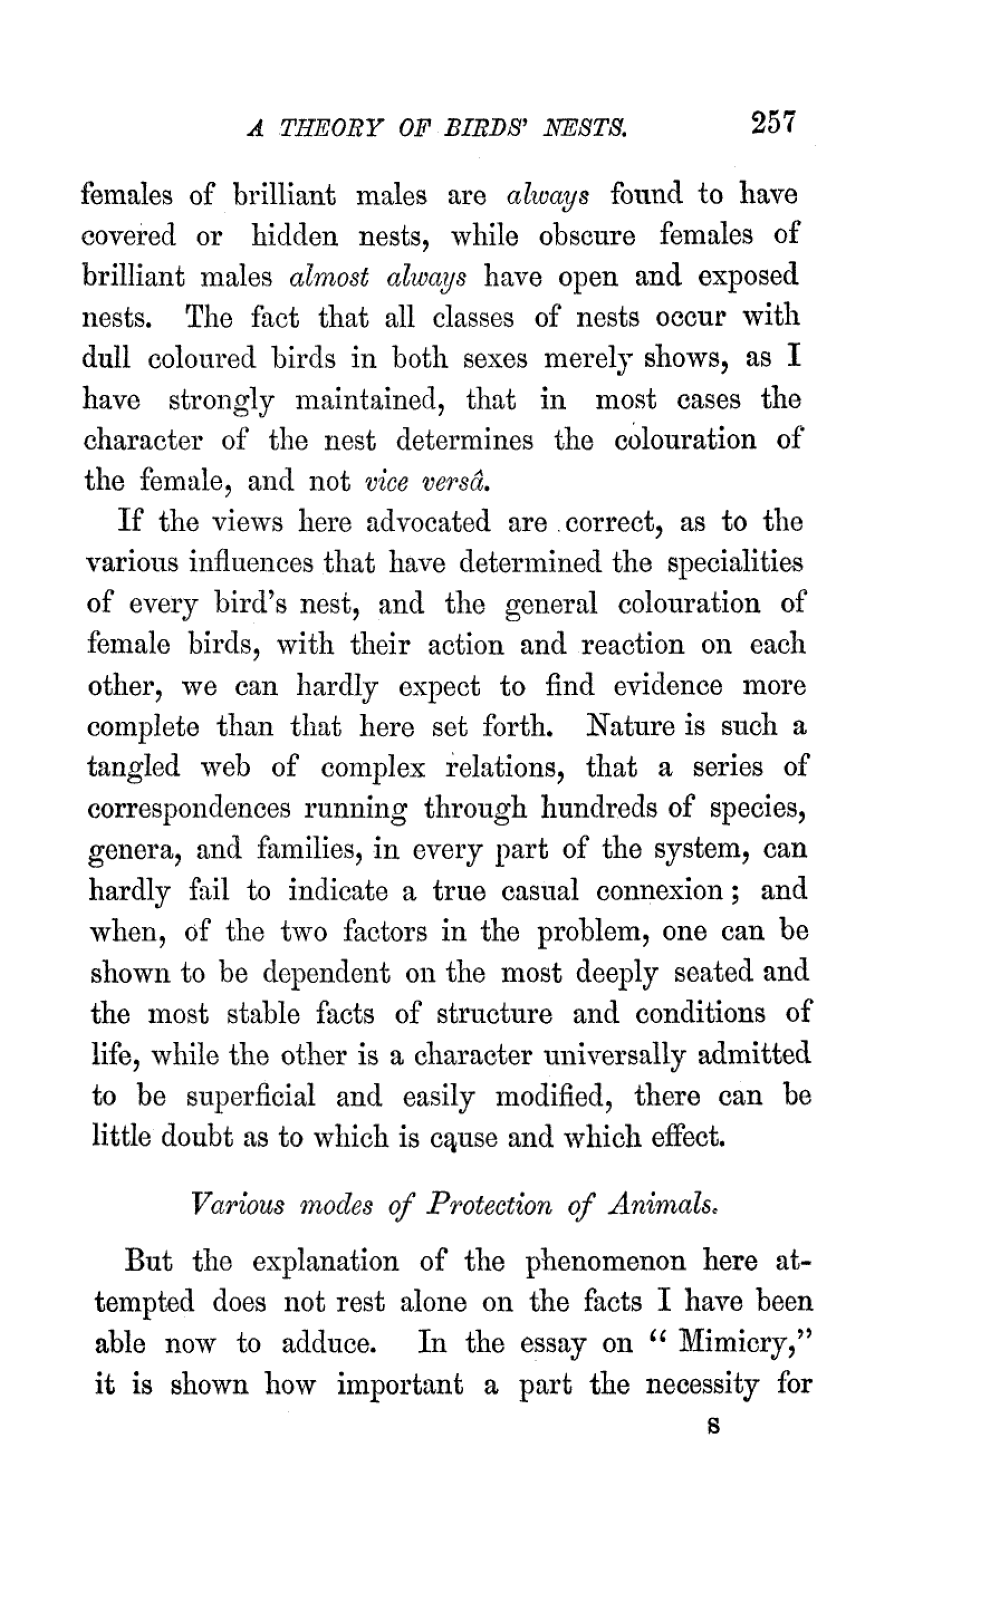 A THEORY OF BIRDS' NESTS. 257
females of brilliant males are always found to have
covered or hidden nests, while obscure females of
brilliant males almost always have open and exposed
nests. The fact that all classes of nests occur with
dull coloured birds in both sexes merely shows, as I
have strongly maintained, that in most cases the
character of the nest determines the colouration of
the female, and not vice versâ.
If the views here advocated are correct, as to the
various influences that have determined the specialities
of every bird's nest, and the general colouration of
female birds, with their action and reaction on each
other, we can hardly expect to find evidence more
complete than that here set forth. Nature is such a
tangled web of complex relations, that a series of
correspondences running through hundreds of species,
genera, and families, in every part of the system, can
hardly fail to indicate a true casual connexion; and
when, of the two factors in the problem, one can be
shown to be dependent on the most deeply seated and
the most stable facts of structure and conditions of
life, while the other is a character universally admitted
to be superficial and easily modified, there can be
little doubt as to which is cause and which effect.
Various modes of Protection of Animals.
But the explanation of the phenomenon here at-
tempted does not rest alone on the facts I have been
able now to adduce. In the essay on “ Mimicry,”
it is shown how important a part the necessity for
S